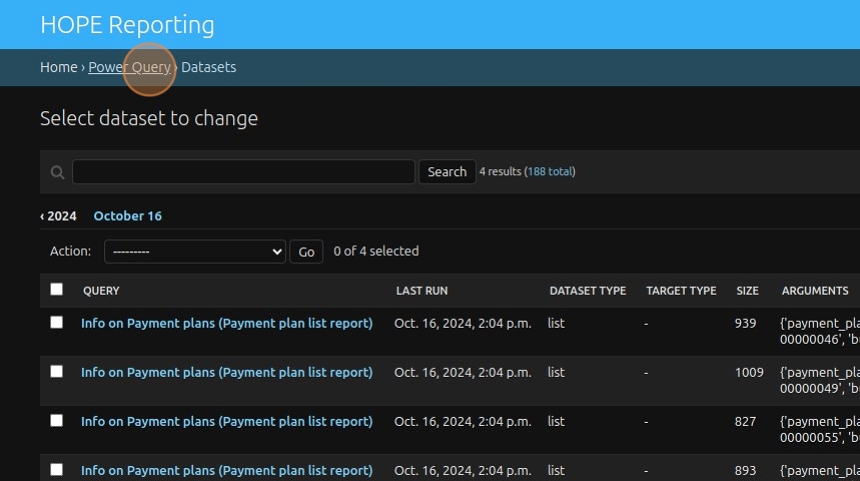 HOPE Reporting
Home › Power Query › Datasets
Select dataset to change
Search 4 results (188 total)
‹ 2024 October 16
Action: --------- Go 0 of 4 selected
QUERY LAST RUN DATASET TYPE TARGET TYPE SIZE ARGUMENTS
Info on Payment plans (Payment plan list report) Oct. 16, 2024, 2:04 p.m. list - 939 {'payment_pla
00000046', 'b
Info on Payment plans (Payment plan list report) Oct. 16, 2024, 2:04 p.m. list - 1009 {'payment_pla
00000049', 'b
Info on Payment plans (Payment plan list report) Oct. 16, 2024, 2:04 p.m. list - 827 {'payment_pla
00000055', 'b
Info on Payment plans (Payment plan list report) Oct. 16, 2024, 2:04 p.m. list - 893 {'payment_pla